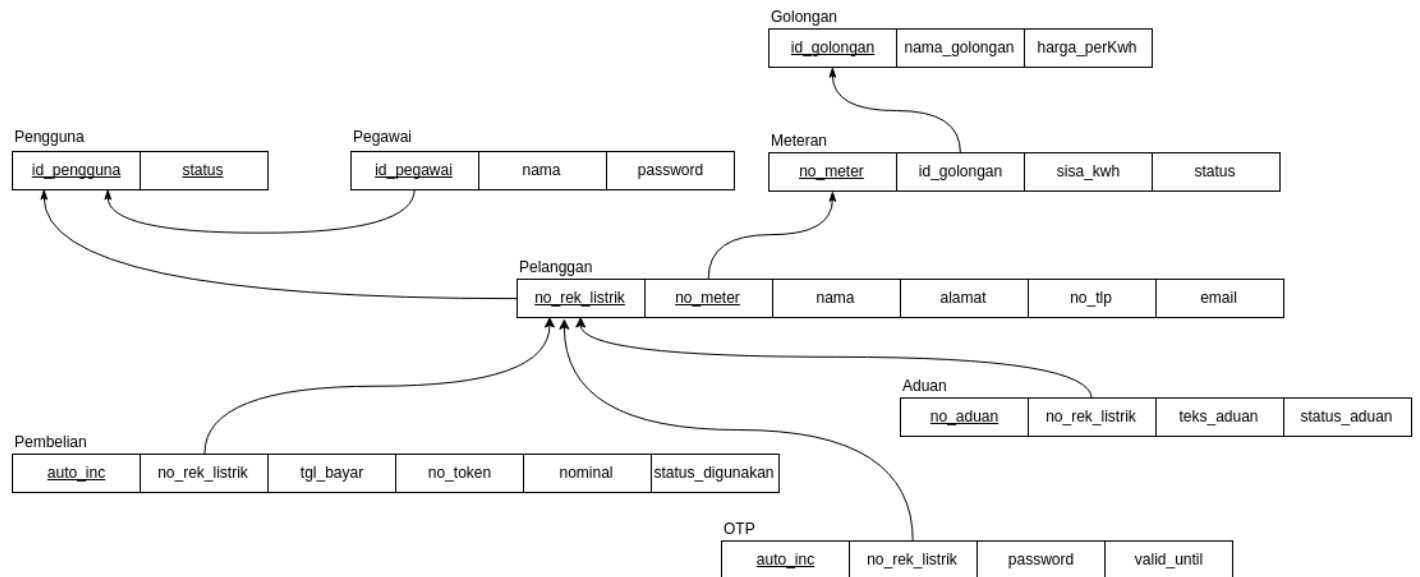 Golongan
id_golongan nama_golongan harga_perKwh
Pengguna
id_pengguna status
Pegawai
id_pegawai nama password
Meteran
no_meter id_golongan sisa_kwh status
Pelanggan
no_rek_listrik no_meter nama alamat no_tlp email
Aduan
no_aduan no_rek_listrik teks_aduan status_aduan
Pembelian
auto_inc no_rek_listrik tgl_bayar no_token nominal status_digunakan
OTP
auto_inc no_rek_listrik password valid_until